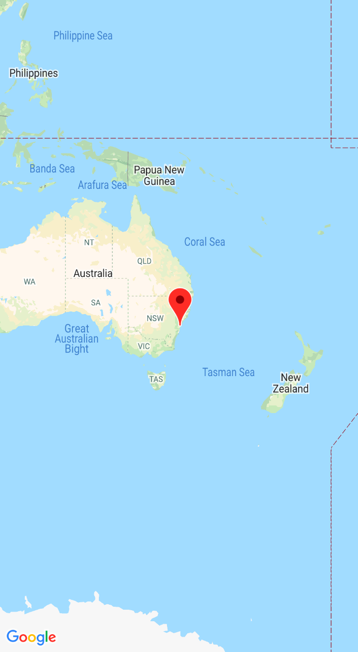 Philippine Sea
Philippines
Papua New
Guinea
Banda Sea
Arafura Sea
Coral Sea
NT
QLD
Australia
WA
SA
NSW
Great
Australian
Bight
VIC
TAS
Tasman Sea
New
Zealand
Google